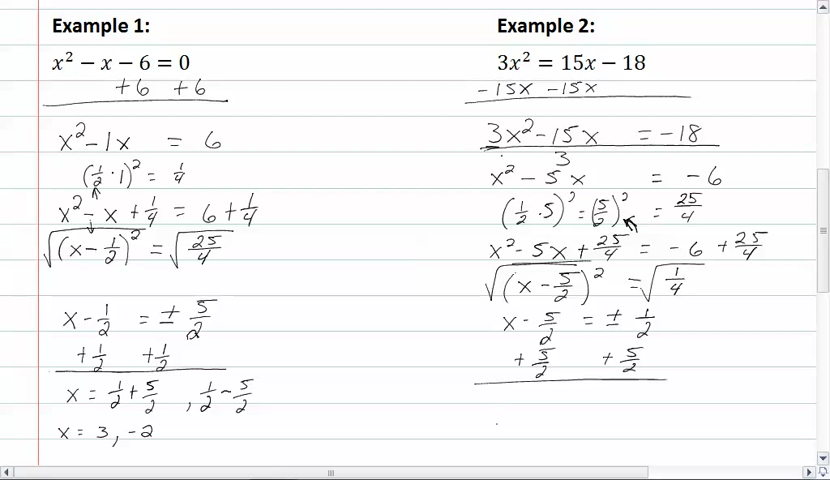 Example 1:
x² − x − 6 = 0
+6 +6
x² − 1x = 6
(1/2 · 1)² = 1/4
x² − x + 1/4 = 6 + 1/4
√(x − 1/2)² = √25/4
x − 1/2 = ± 5/2
+1/2 +1/2
x = 1/2 + 5/2 , 1/2 − 5/2
x = 3, −2
Example 2:
3x² = 15x − 18
−15x −15x
3x² − 15x = −18
3
x² − 5x = −6
(1/2 · 5)² = (5/2)² = 25/4
x² − 5x + 25/4 = −6 + 25/4
√(x − 5/2)² = √1/4
x − 5/2 = ± 1/2
+5/2 +5/2